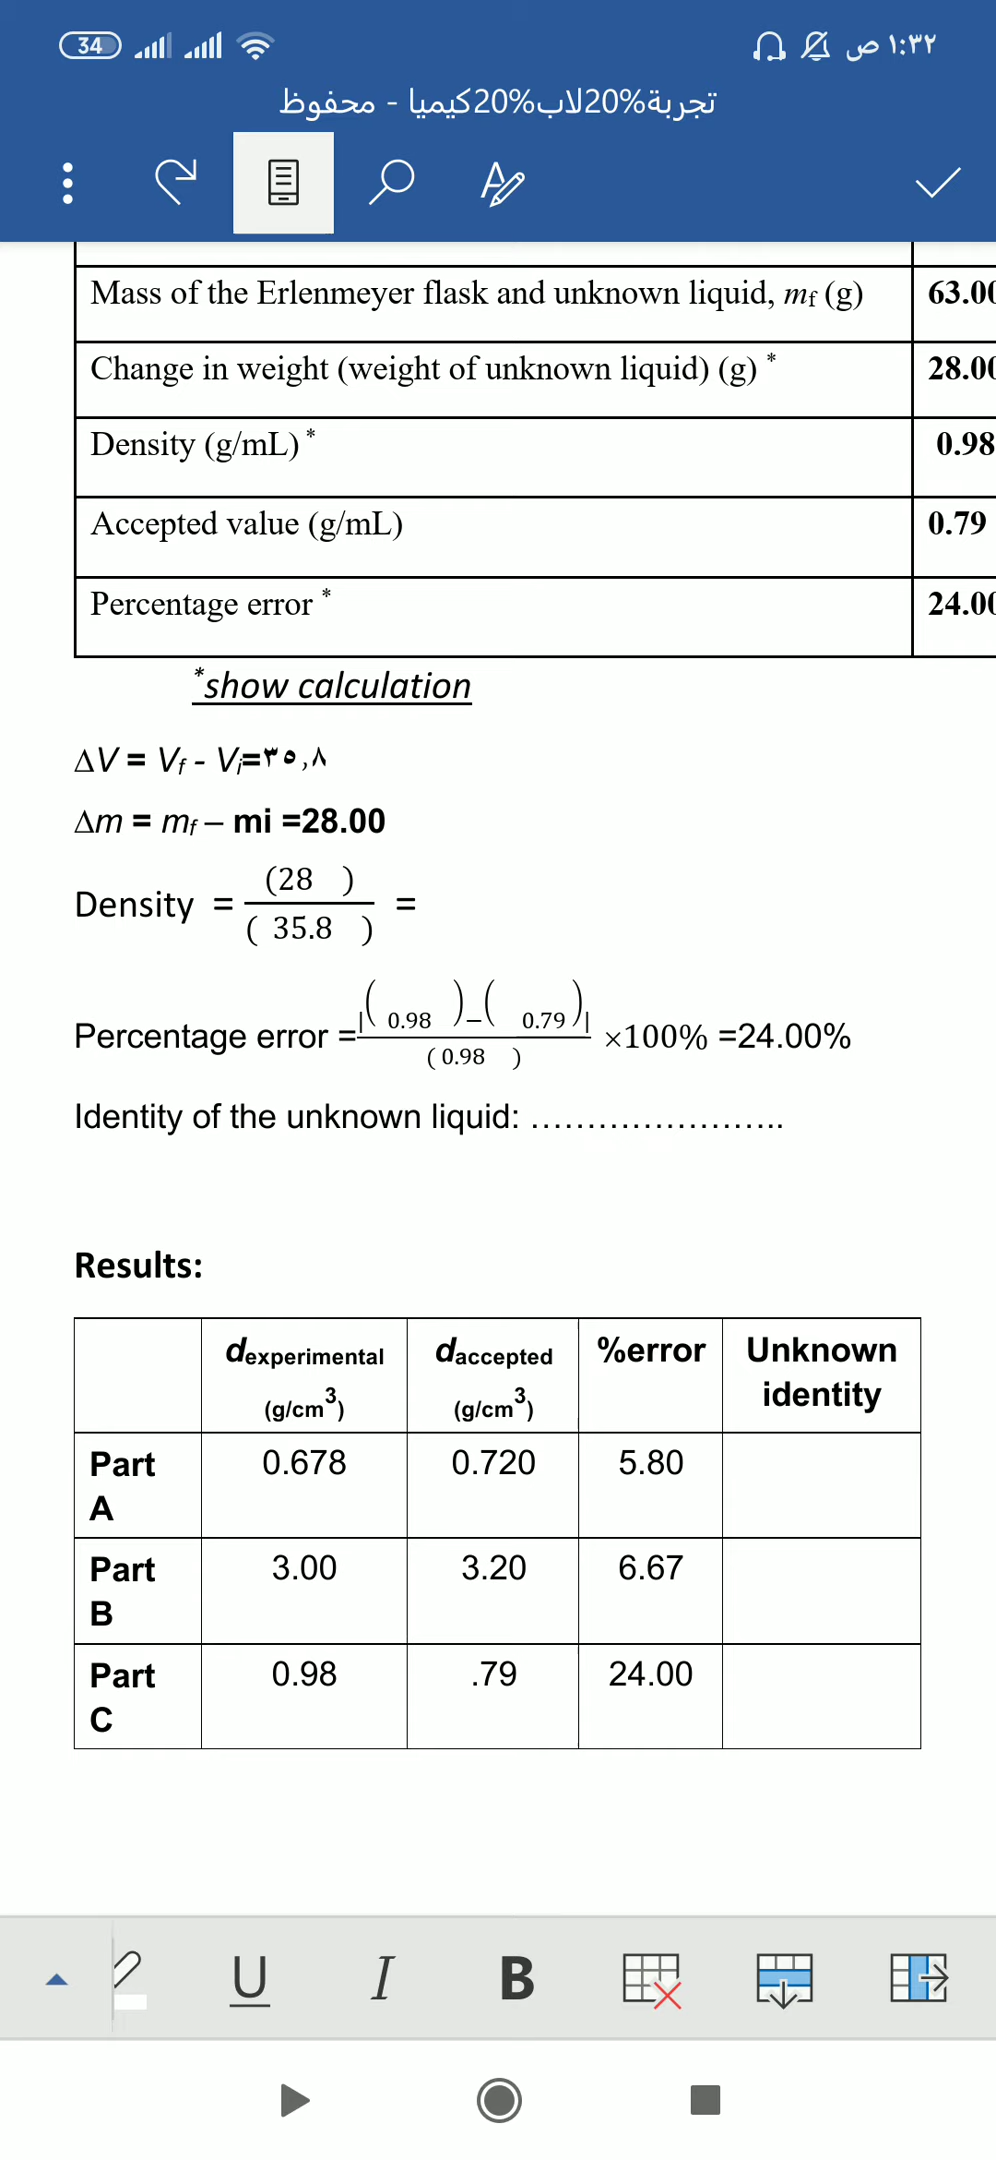 34
١:٣٢ ص
تجربة%20لاب%20كيميا - محفوظ
Mass of the Erlenmeyer flask and unknown liquid, mf (g) 63.00
Change in weight (weight of unknown liquid) (g) * 28.00
Density (g/mL) * 0.98
Accepted value (g/mL) 0.79
Percentage error * 24.00
*show calculation
ΔV = Vf - Vi=٣٥,٨
Δm = mf – mi =28.00
Density = (28 ) / ( 35.8 ) =
Percentage error = |( 0.98 ) – ( 0.79 )| / ( 0.98 ) ×100% =24.00%
Identity of the unknown liquid: ……………………..
Results:
dexperimental (g/cm³) daccepted (g/cm³) %error Unknown identity
Part A 0.678 0.720 5.80
Part B 3.00 3.20 6.67
Part C 0.98 .79 24.00
U I B